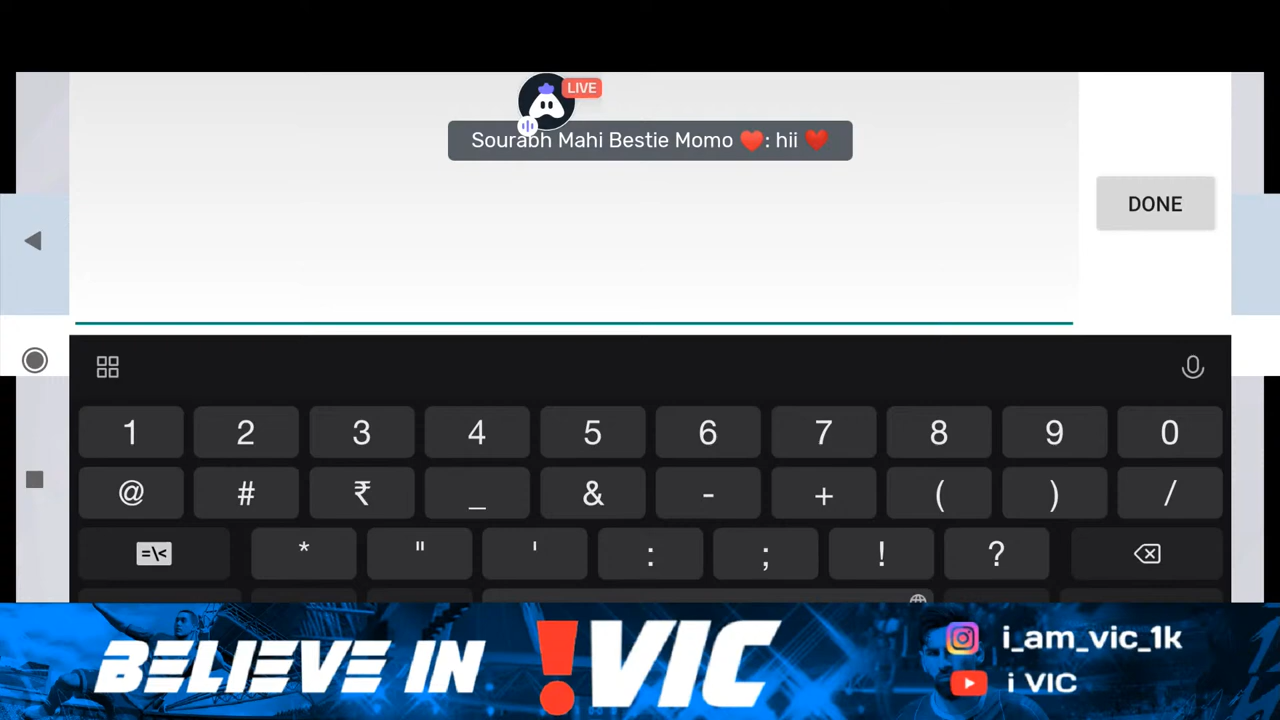 LIVE
Sourabh Mahi Bestie Momo ♥️: hii ❤️
DONE
1 2 3 4 5 6 7 8 9 0
@ # ₹ _ & - + ( ) /
=\< * " ' : ; ! ?
BELIEVE IN !VIC
i_am_vic_1k
i VIC